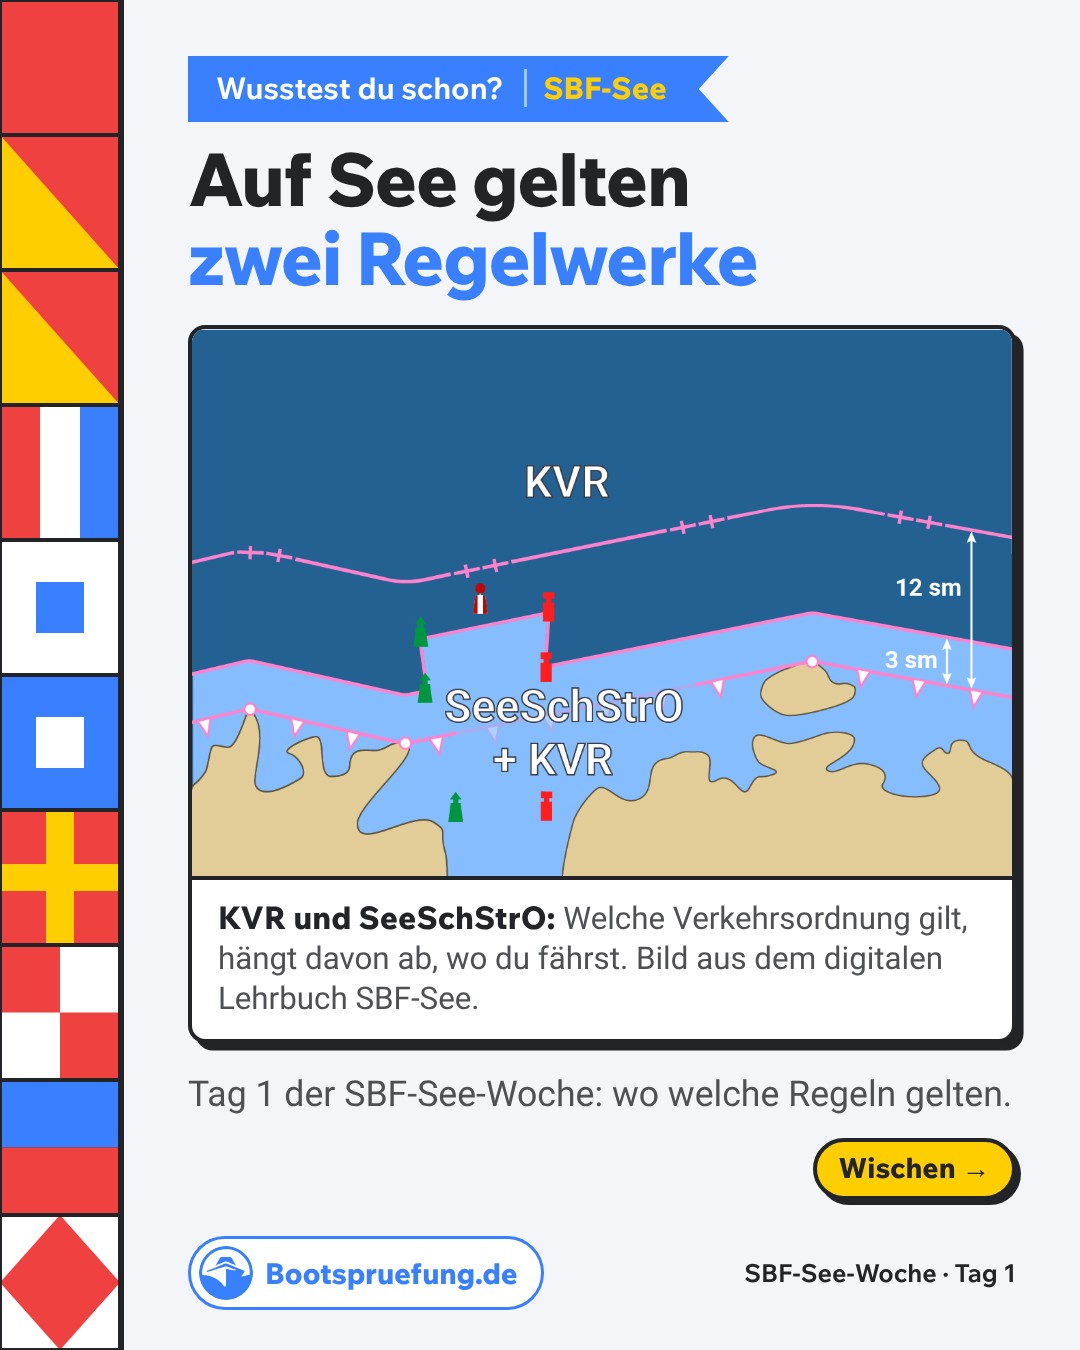 Wusstest du schon? SBF-See
Auf See gelten
zwei Regelwerke
KVR
12 sm
3 sm
SeeSchStrO
+ KVR
KVR und SeeSchStrO: Welche Verkehrsordnung gilt,
hängt davon ab, wo du fährst. Bild aus dem digitalen
Lehrbuch SBF-See.
Tag 1 der SBF-See-Woche: wo welche Regeln gelten.
Wischen →
Bootspruefung.de
SBF-See-Woche · Tag 1